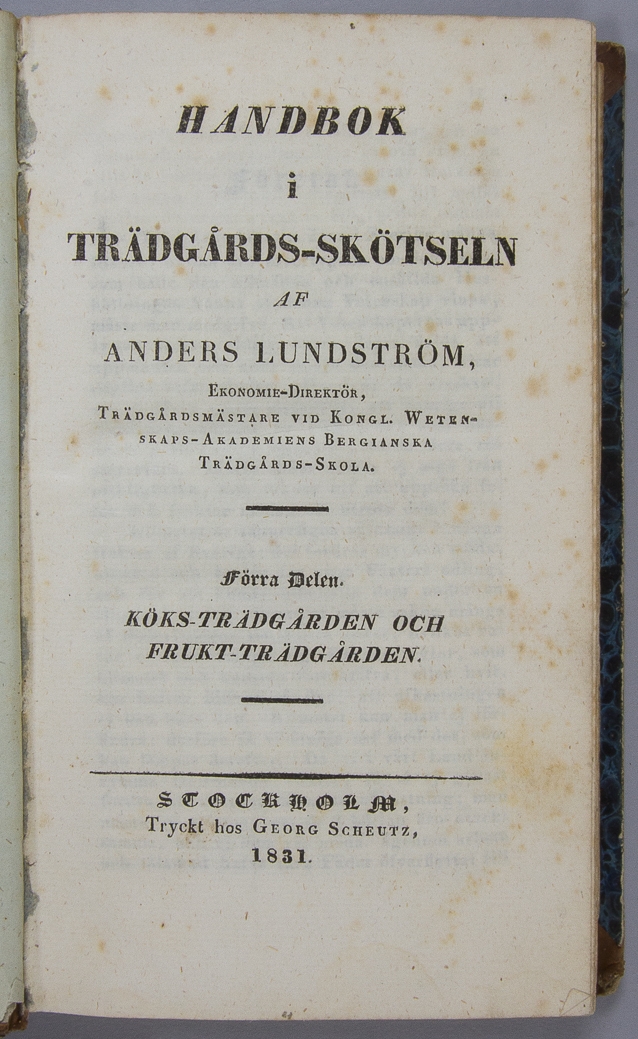 HANDBOK
i
TRÄDGÅRDS-SKÖTSELN
AF
ANDERS LUNDSTRÖM,
EKONOMIE-DIREKTÖR,
TRÄDGÅRDSMÄSTARE VID KONGL. WETEN-
SKAPS-AKADEMIENS BERGIANSKA
TRÄDGÅRDS-SKOLA.
Förra Delen.
KÖKS-TRÄDGÅRDEN OCH
FRUKT-TRÄDGÅRDEN.
STOCKHOLM,
Tryckt hos GEORG SCHEUTZ,
1831.